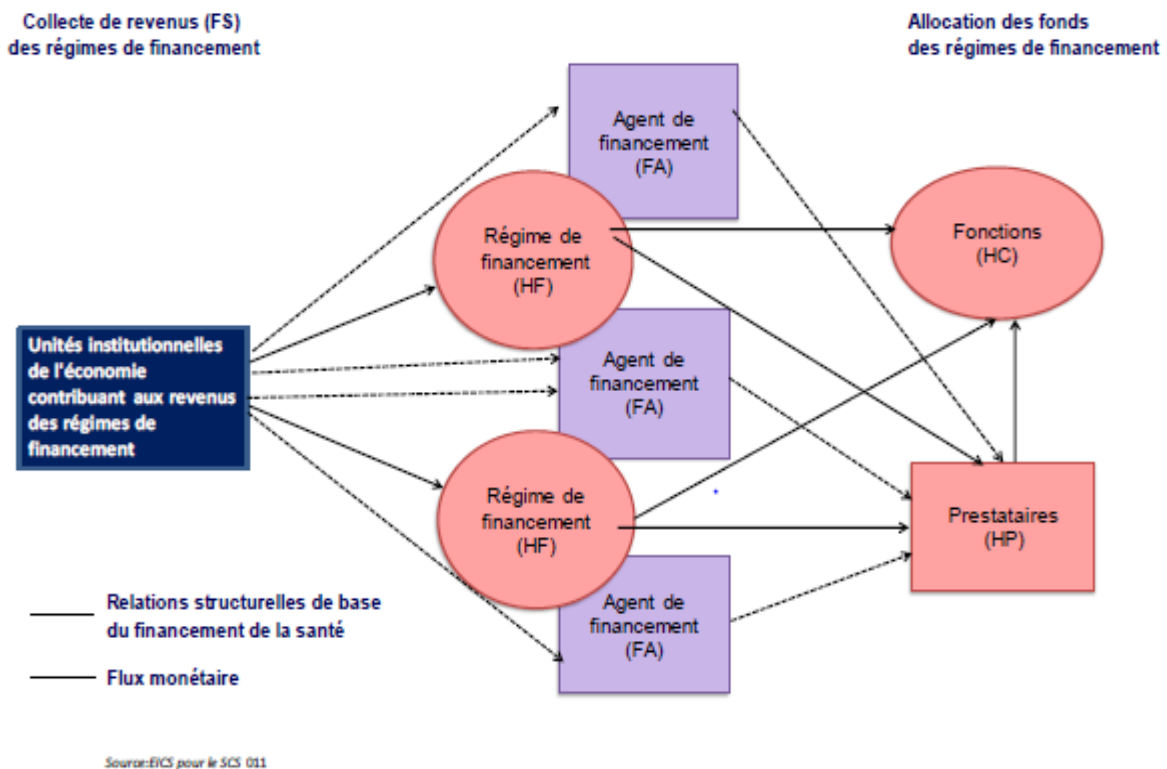 Collecte de revenus (FS)
des régimes de financement
Allocation des fonds
des régimes de financement
Agent de
financement
(FA)
Régime de
financement
(HF)
Fonctions
(HC)
Unités institutionnelles
de l'économie
contribuant aux revenus
des régimes de
financement
Agent de
financement
(FA)
Régime de
financement
(HF)
Prestataires
(HP)
Agent de
financement
(FA)
Relations structurelles de base
du financement de la santé
Flux monétaire
Source:EICS pour le SCS 011